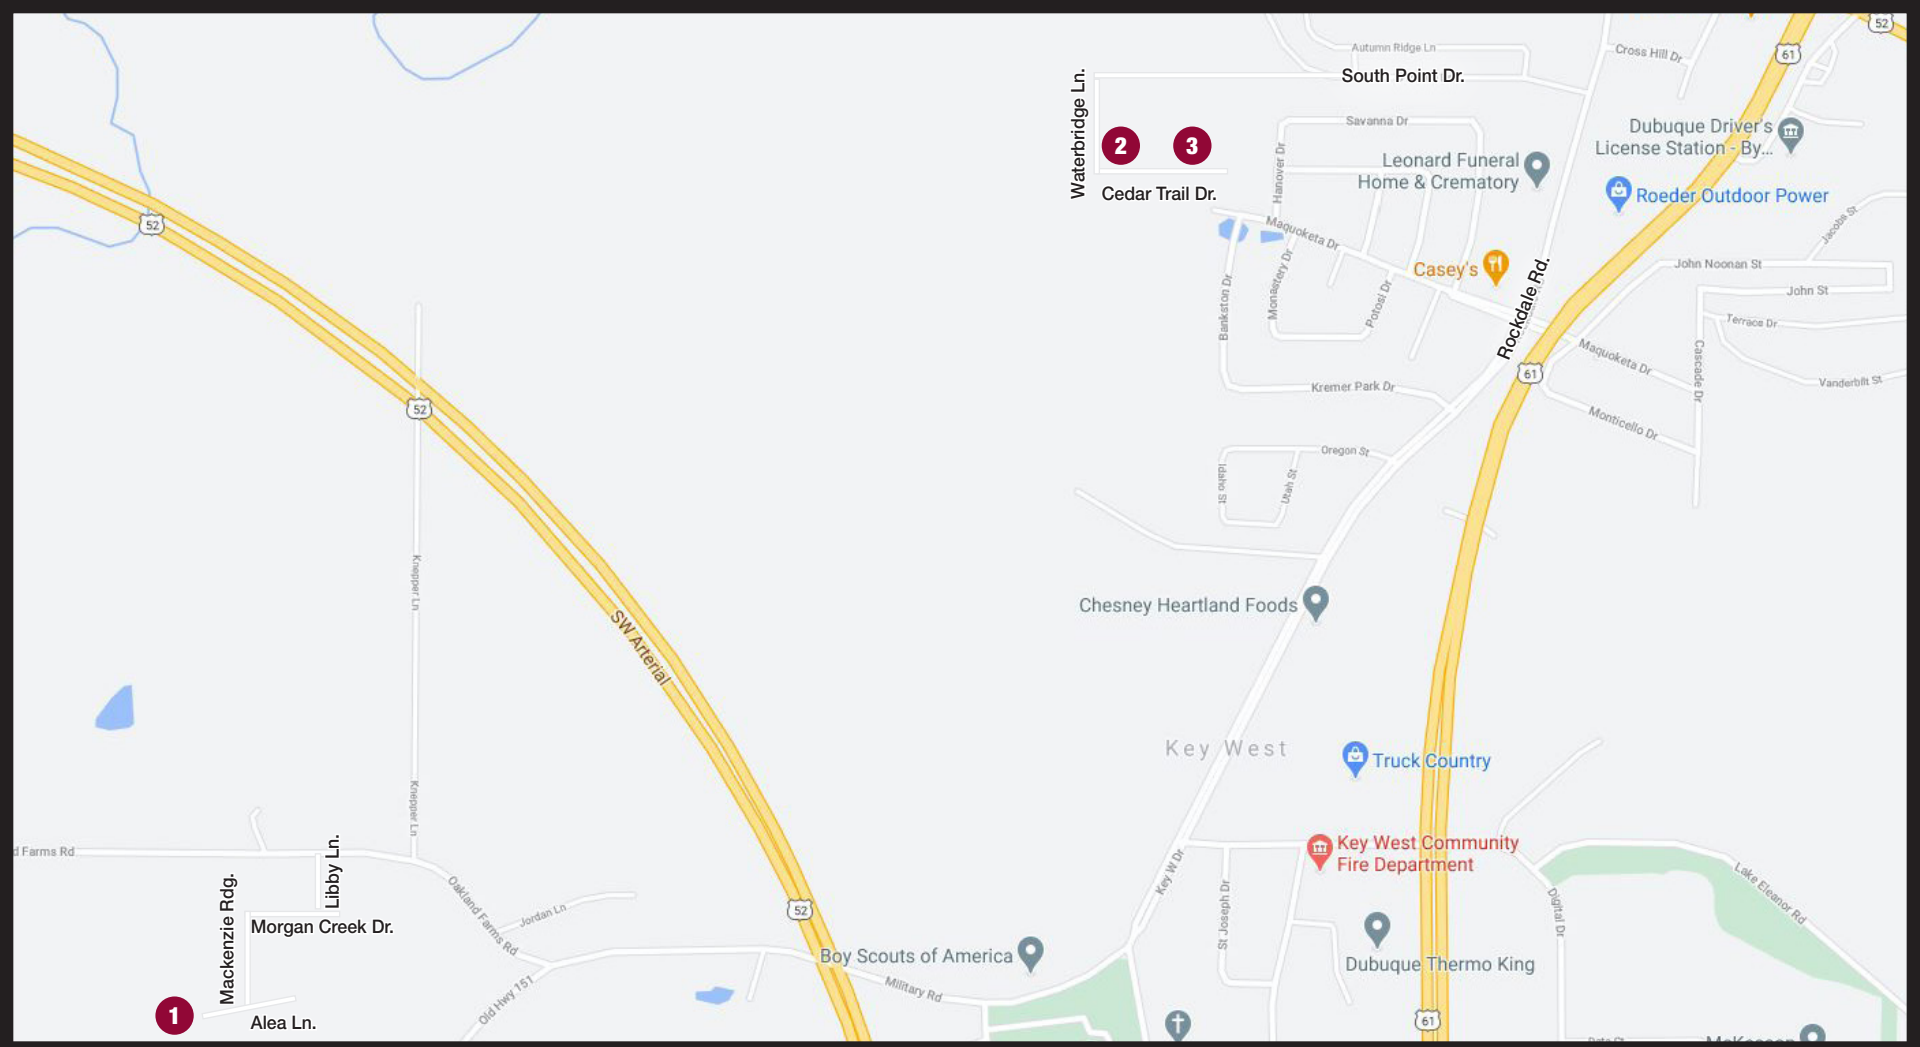 52
Autumn Ridge Ln
Cross Hill Dr
61
South Point Dr.
Waterbridge Ln.
Savanna Dr
Dubuque Driver's
License Station - By...
2
3
Hanover Dr
Leonard Funeral
Home & Crematory
Cedar Trail Dr.
Roeder Outdoor Power
52
Maquoketa Dr
Jacobs St
Casey's
John Noonan St
John St
Monastery Dr
Bankston Dr
Potosi Dr
Rockdale Rd.
Terrace Dr
Maquoketa Dr
Cascade Dr
61
Kremer Park Dr
Vanderbilt St
52
Monticello Dr
Oregon St
Idaho St
Utah St
Knepper Ln
Chesney Heartland Foods
SW Arterial
Key West
Truck Country
Knepper Ln
Key West Community
Fire Department
d Farms Rd
Libby Ln.
Key W Dr
Mackenzie Rdg.
Oakland Farms Rd
Jordan Ln
52
St Joseph Dr
Digital Dr
Lake Eleanor Rd
Morgan Creek Dr.
Boy Scouts of America
Dubuque Thermo King
Military Rd
Old Hwy 151
1
Alea Ln.
61